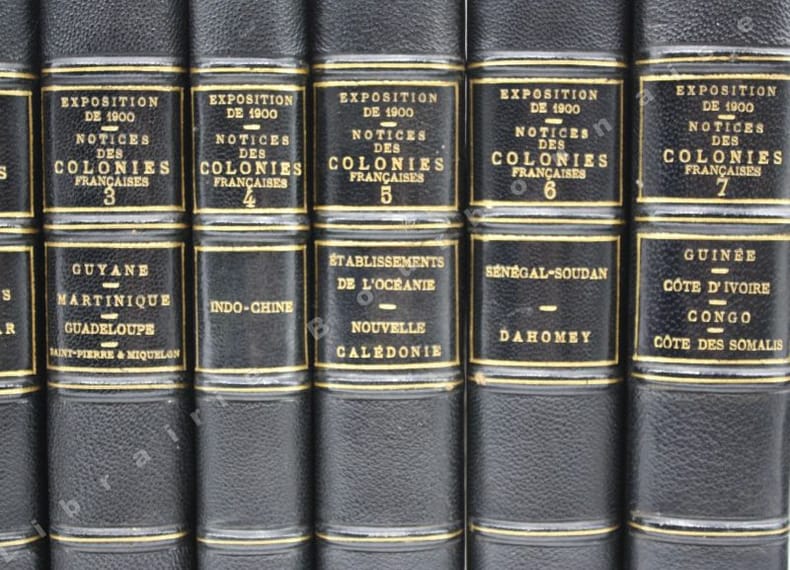 S
S
AR
EXPOSITION
DE 1900
NOTICES
DES
COLONIES
FRANÇAISES
3
GUYANE
MARTINIQUE
GUADELOUPE
SAINT-PIERRE & MIQUELON
EXPOSITION
DE 1900
NOTICES
DES
COLONIES
FRANÇAISES
4
INDO-CHINE
EXPOSITION
DE 1900
NOTICES
DES
COLONIES
FRANÇAISES
5
ÉTABLISSEMENTS
DE L'OCÉANIE
NOUVELLE
CALÉDONIE
EXPOSITION
DE 1900
NOTICES
DES
COLONIES
FRANÇAISES
6
SÉNÉGAL-SOUDAN
DAHOMEY
EXPOSITION
DE 1900
NOTICES
DES
COLONIES
FRANÇAISES
7
GUINÉE
CÔTE D'IVOIRE
CONGO
CÔTE DES SOMALIS
Librairie Bourbonnaise